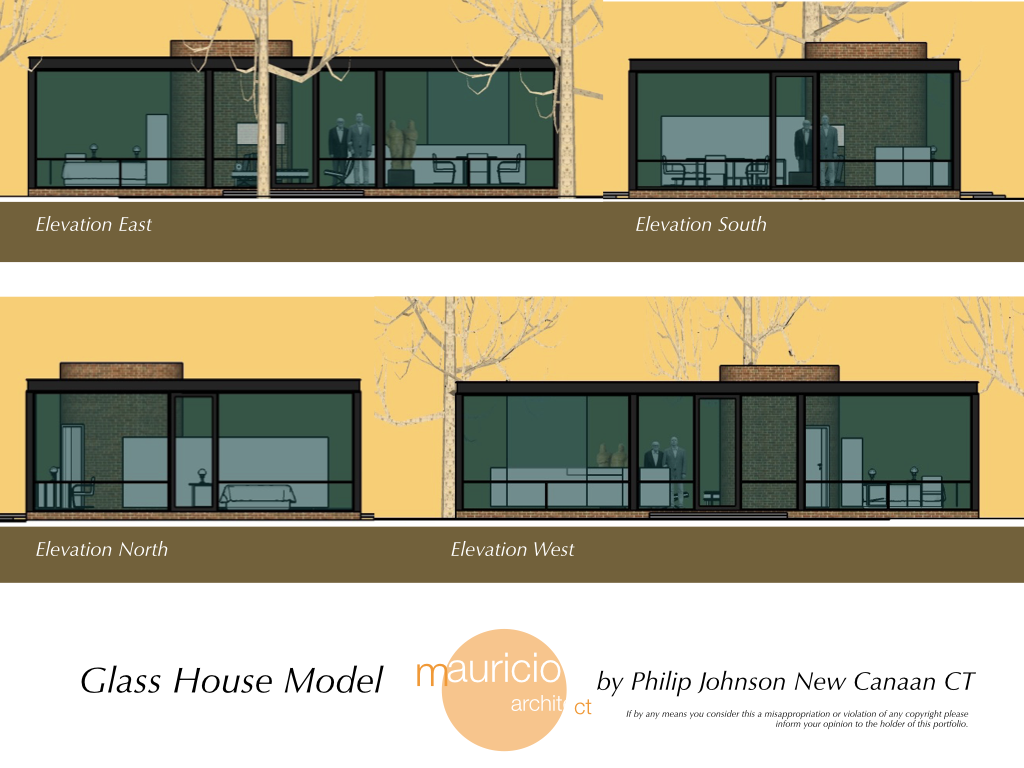 Elevation East
Elevation South
Elevation North
Elevation West
Glass House Model
mauricio
architect
by Philip Johnson New Canaan CT
If by any means you consider this a misappropriation or violation of any copyright please
inform your opinion to the holder of this portfolio.